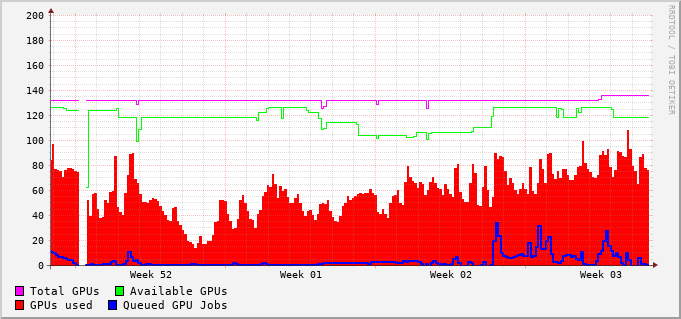 200
180
160
140
120
100
80
60
40
20
0
Week 52 Week 01 Week 02 Week 03
Total GPUs Available GPUs
GPUs used Queued GPU Jobs
RRDTOOL / TOBI OETIKER